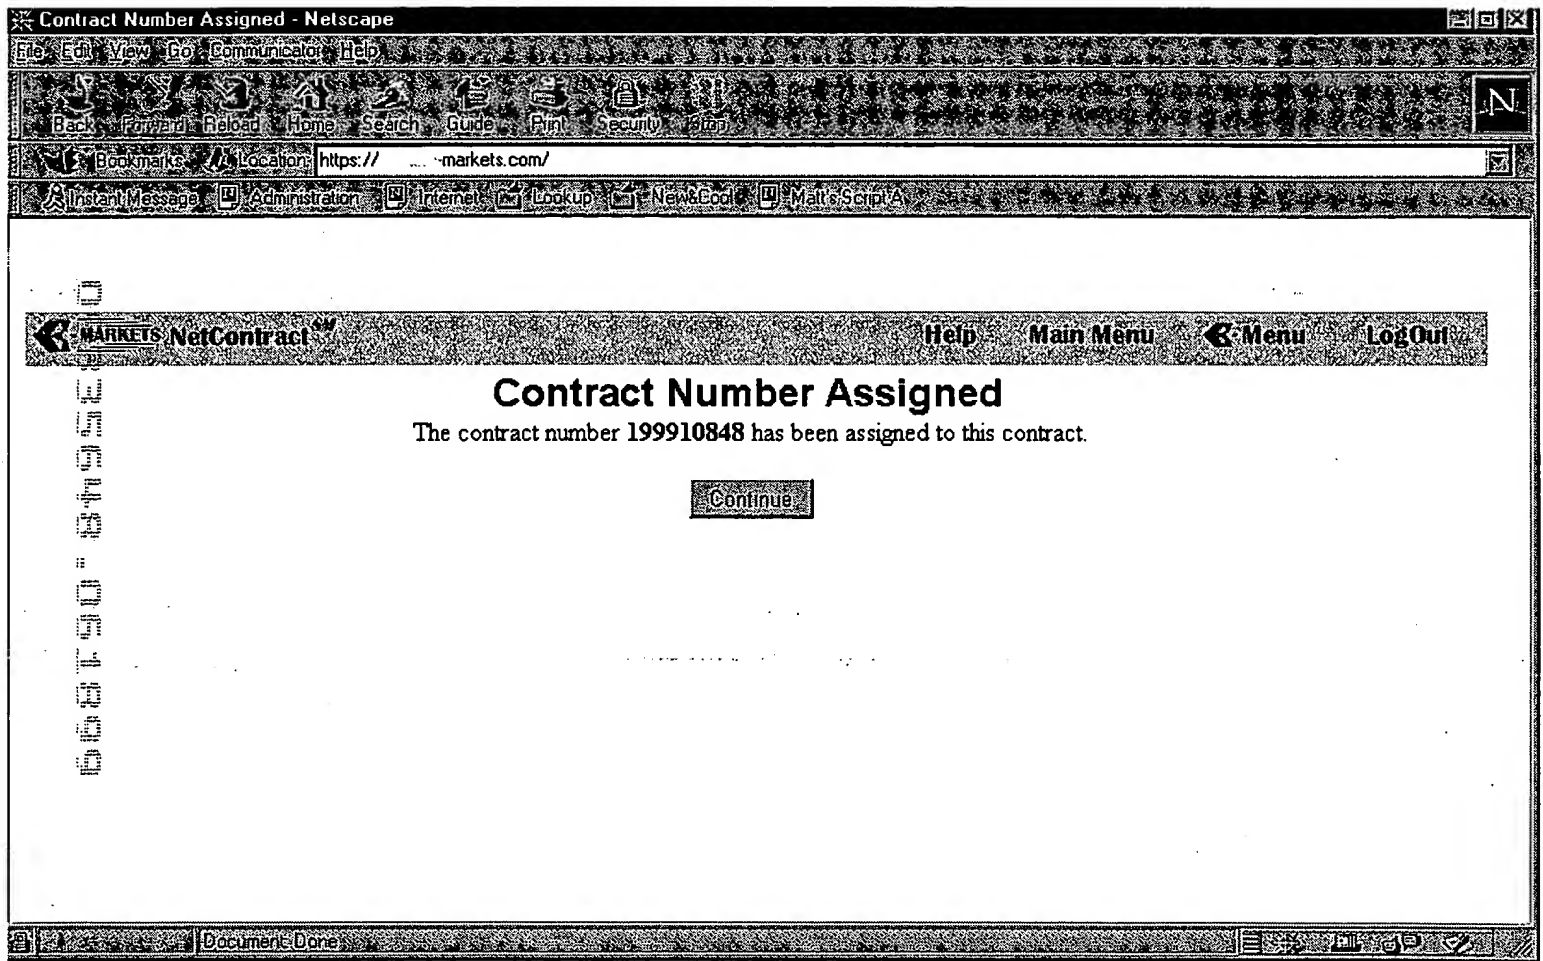 Contract Number Assigned - Netscape
File Edit View Go Communicator Help
Back Forward Reload Home Search Guide Print Security Stop
N
Bookmarks Location: https:// -markets.com/
Instant Message Administration Internet Lookup New&Cool Matt's Script A
MARKETS NetContract SM Help Main Menu Menu LogOut
Contract Number Assigned
The contract number 199910848 has been assigned to this contract.
Continue
Document: Done